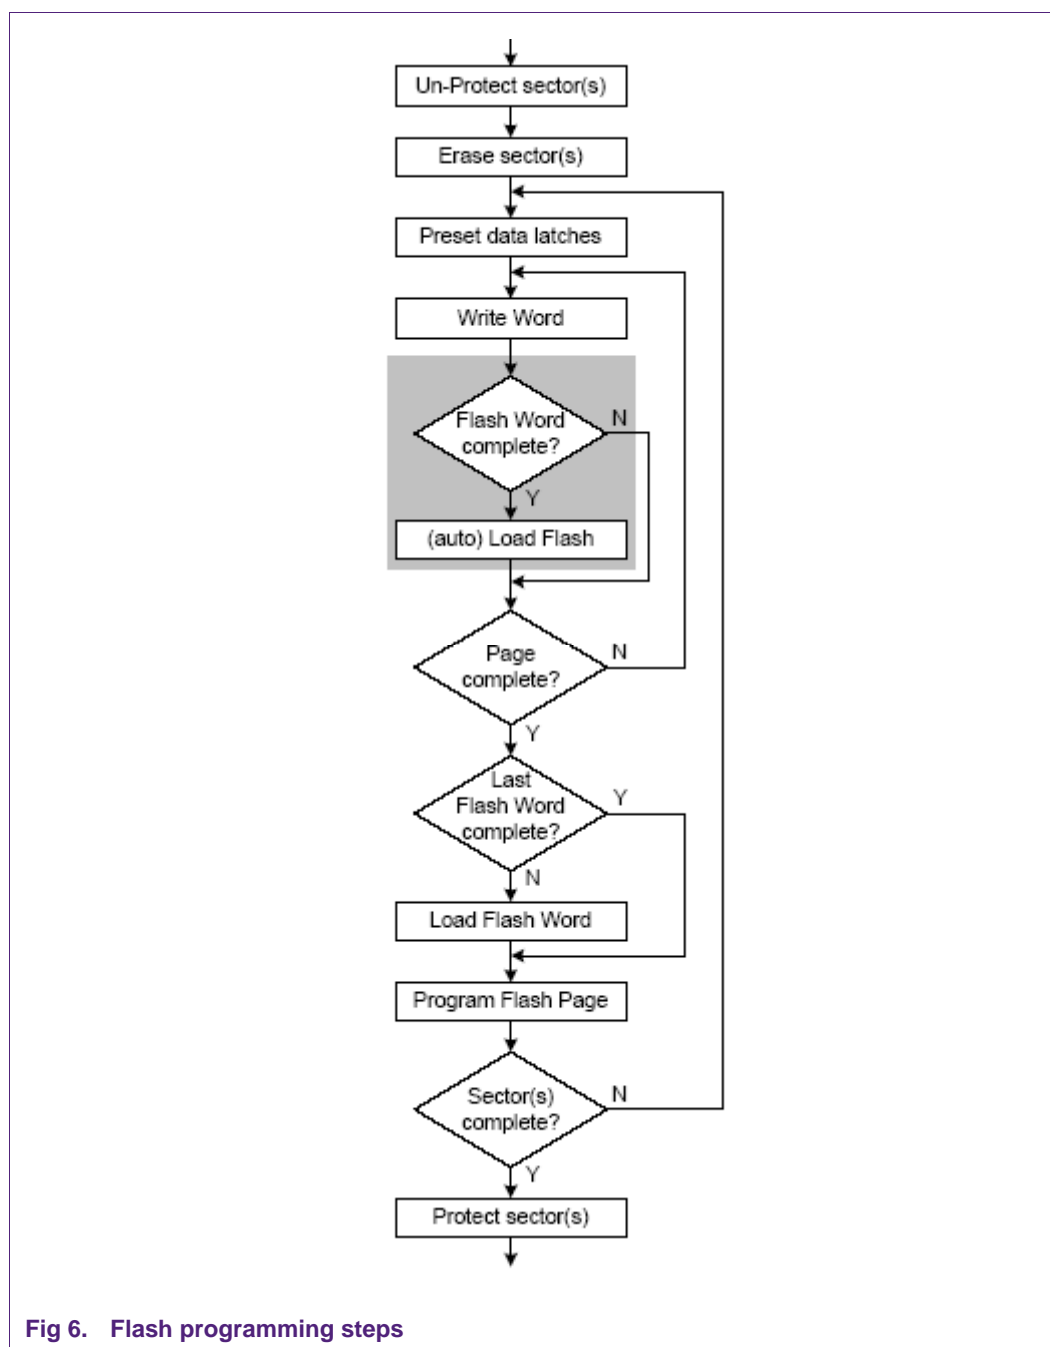 Un-Protect sector(s)
Erase sector(s)
Preset data latches
Write Word
Flash Word
complete?
N
Y
(auto) Load Flash
Page
complete?
N
Y
Last
Flash Word
complete?
Y
N
Load Flash Word
Program Flash Page
Sector(s)
complete?
N
Y
Protect sector(s)
Fig 6. Flash programming steps